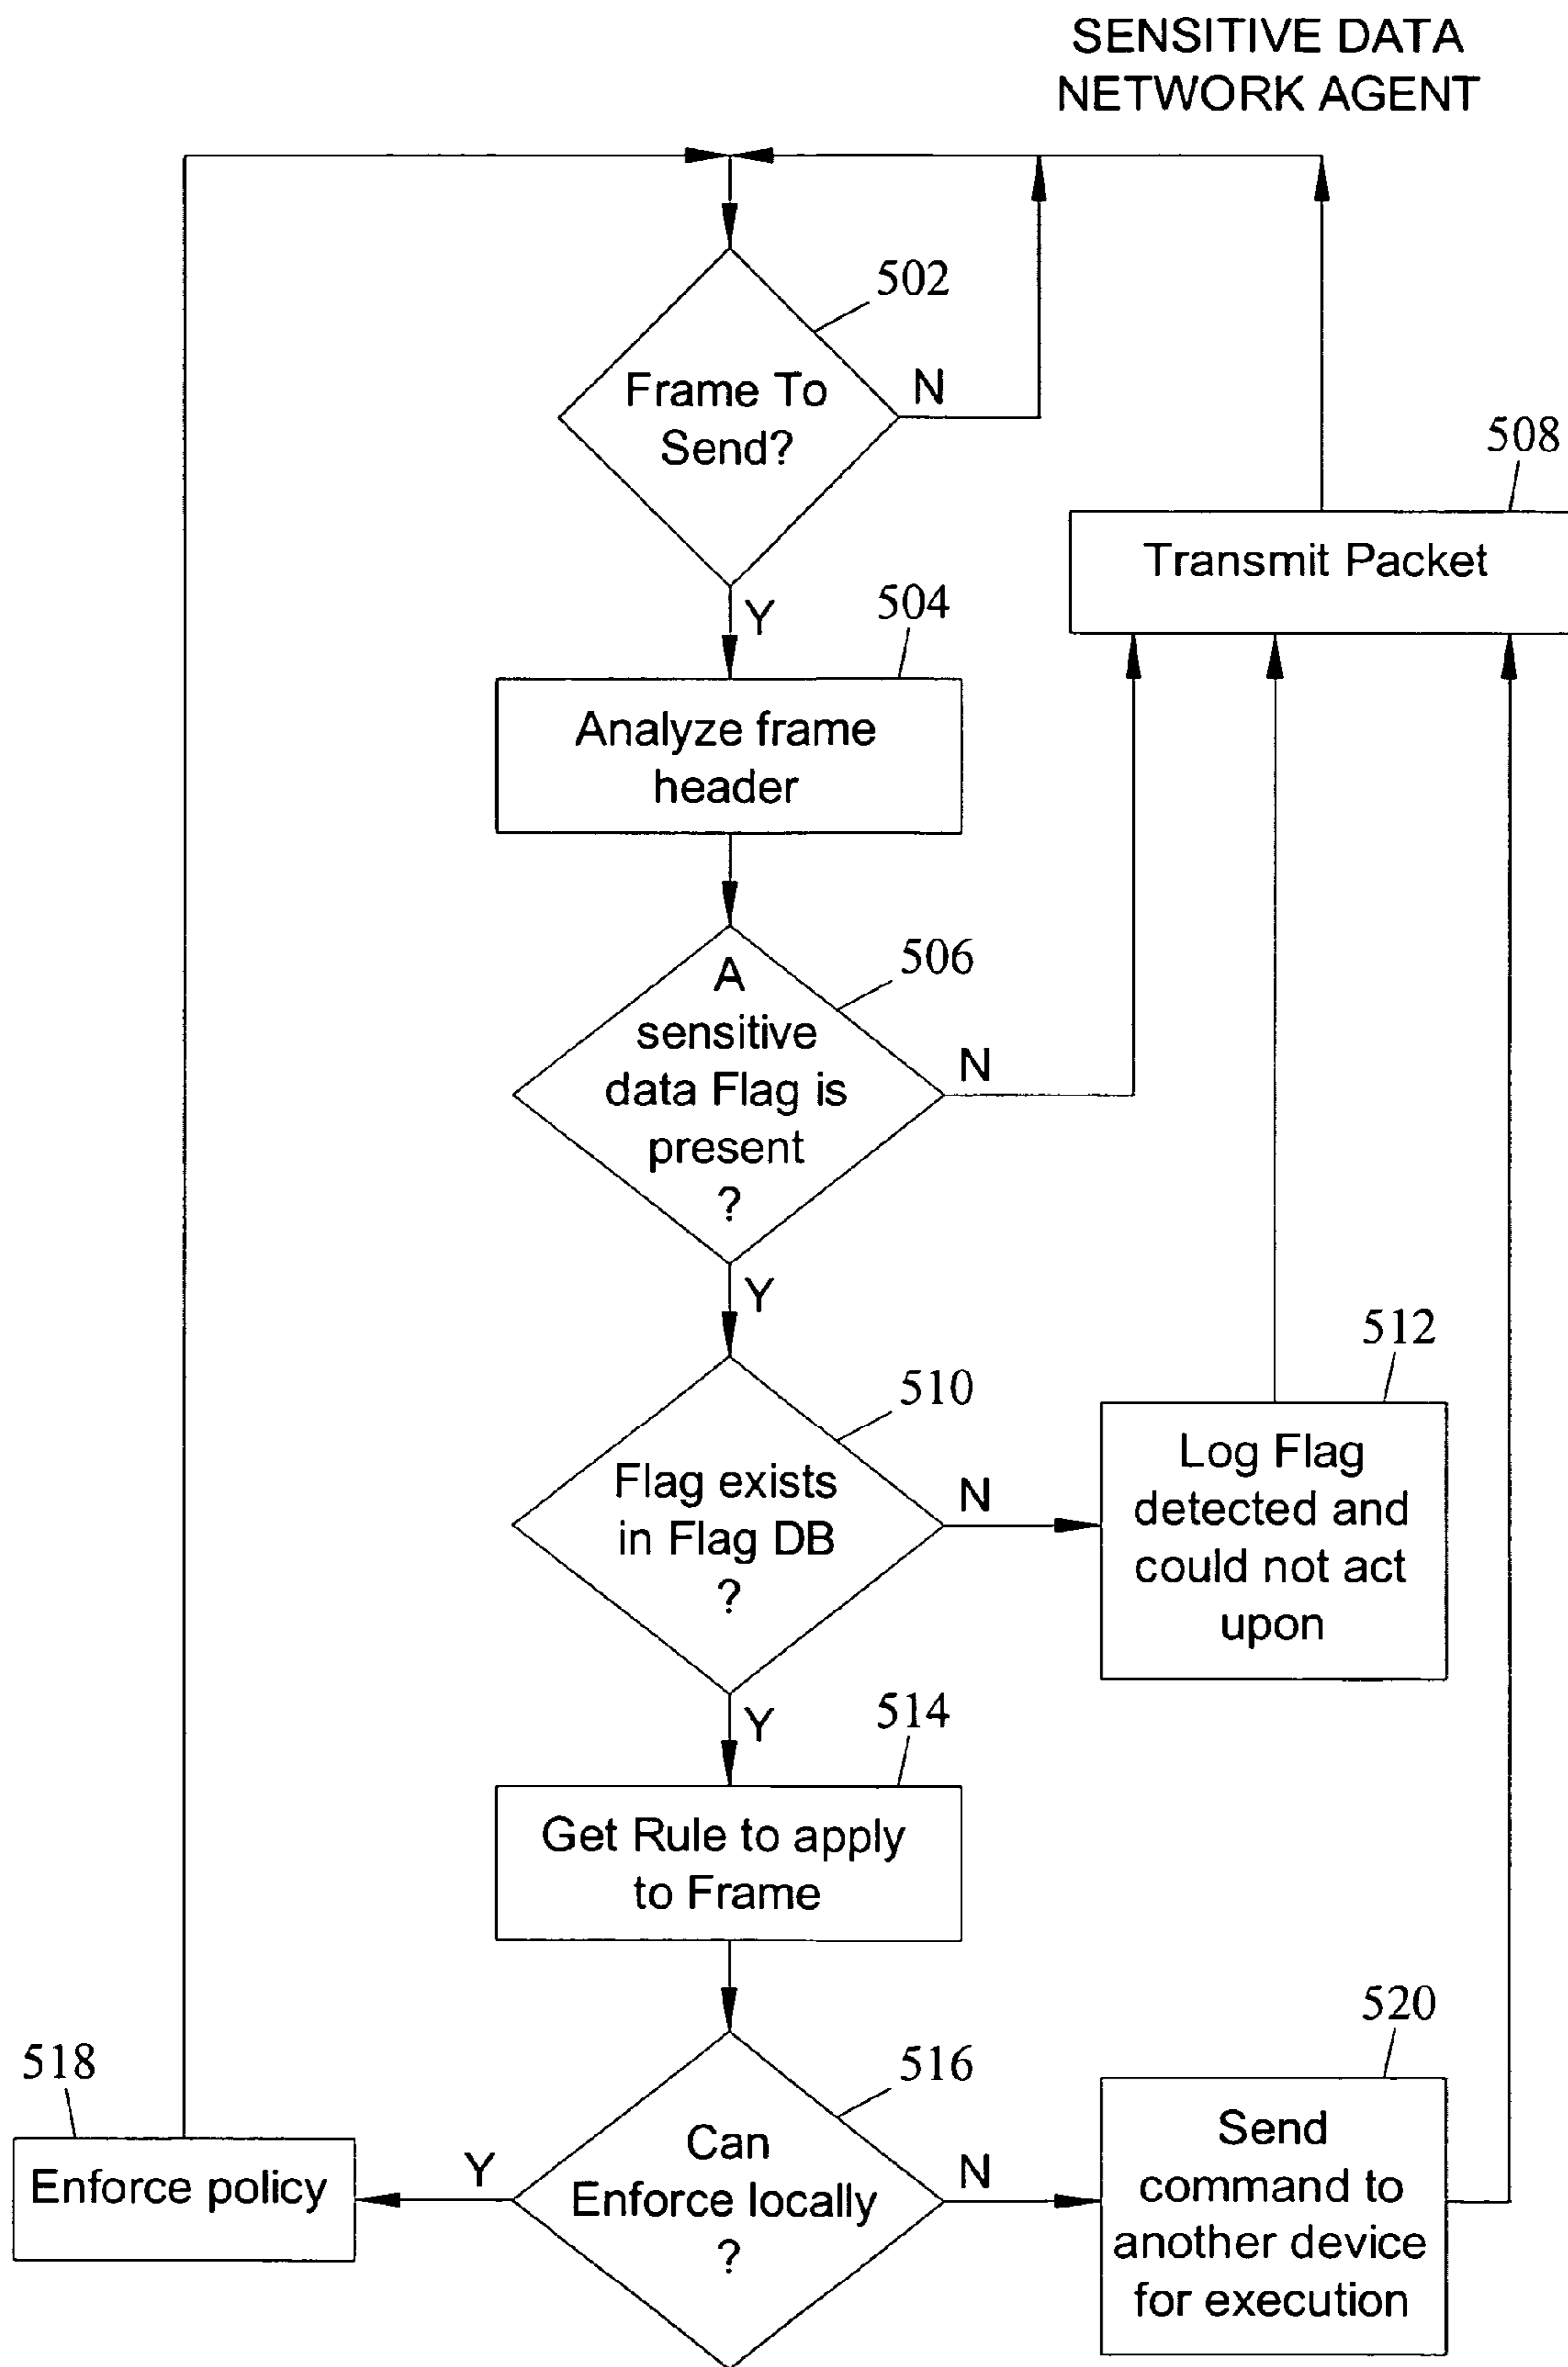 SENSITIVE DATA
NETWORK AGENT
502
Frame To
Send?
N
508
Transmit Packet
Y
504
Analyze frame
header
506
A
sensitive
data Flag is
present
?
N
Y
510
Flag exists
in Flag DB
?
N
512
Log Flag
detected and
could not act
upon
Y
514
Get Rule to apply
to Frame
516
Can
Enforce locally
?
Y
518
Enforce policy
N
520
Send
command to
another device
for execution